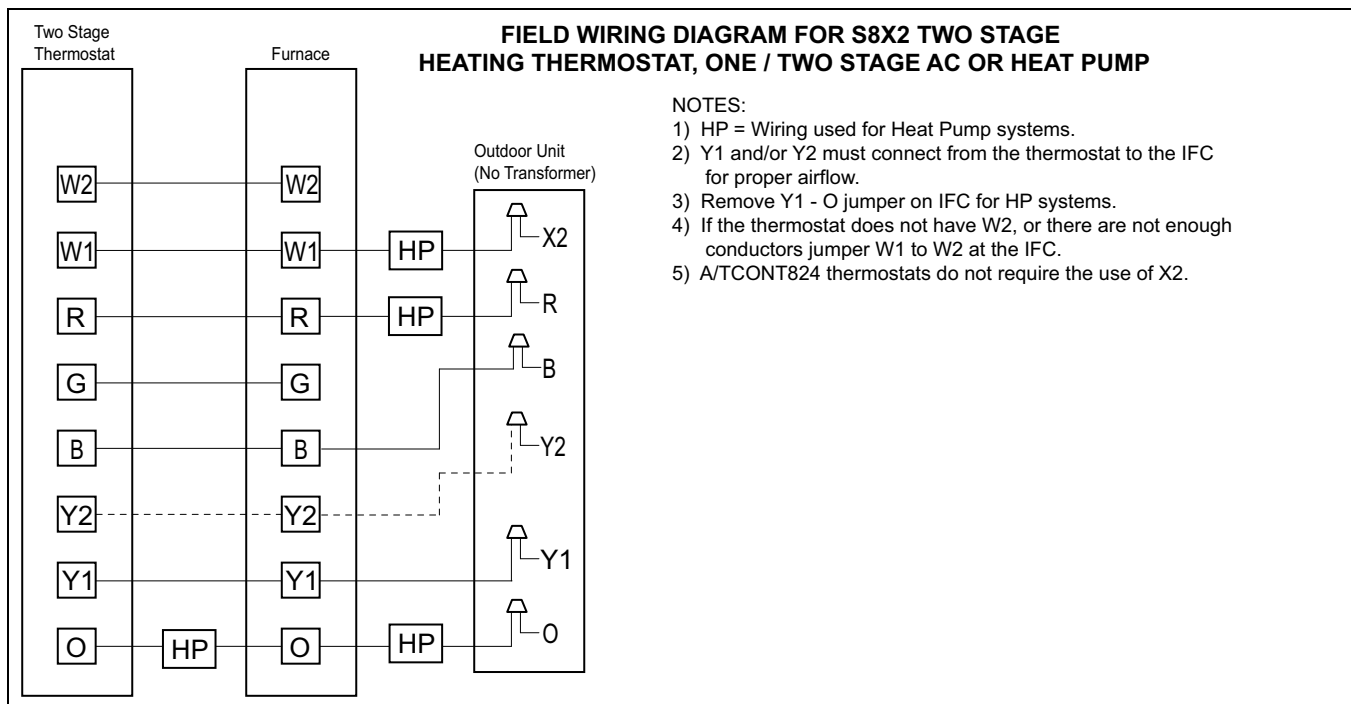 Two Stage
Thermostat
Furnace
FIELD WIRING DIAGRAM FOR S8X2 TWO STAGE
HEATING THERMOSTAT, ONE / TWO STAGE AC OR HEAT PUMP
NOTES:
1) HP = Wiring used for Heat Pump systems.
2) Y1 and/or Y2 must connect from the thermostat to the IFC
for proper airflow.
3) Remove Y1 - O jumper on IFC for HP systems.
4) If the thermostat does not have W2, or there are not enough
conductors jumper W1 to W2 at the IFC.
5) A/TCONT824 thermostats do not require the use of X2.
Outdoor Unit
(No Transformer)
W2 W2
W1 W1 HP X2
R R HP R
G G
B B B
Y2 Y2 Y2
Y1 Y1 Y1
O HP O HP O